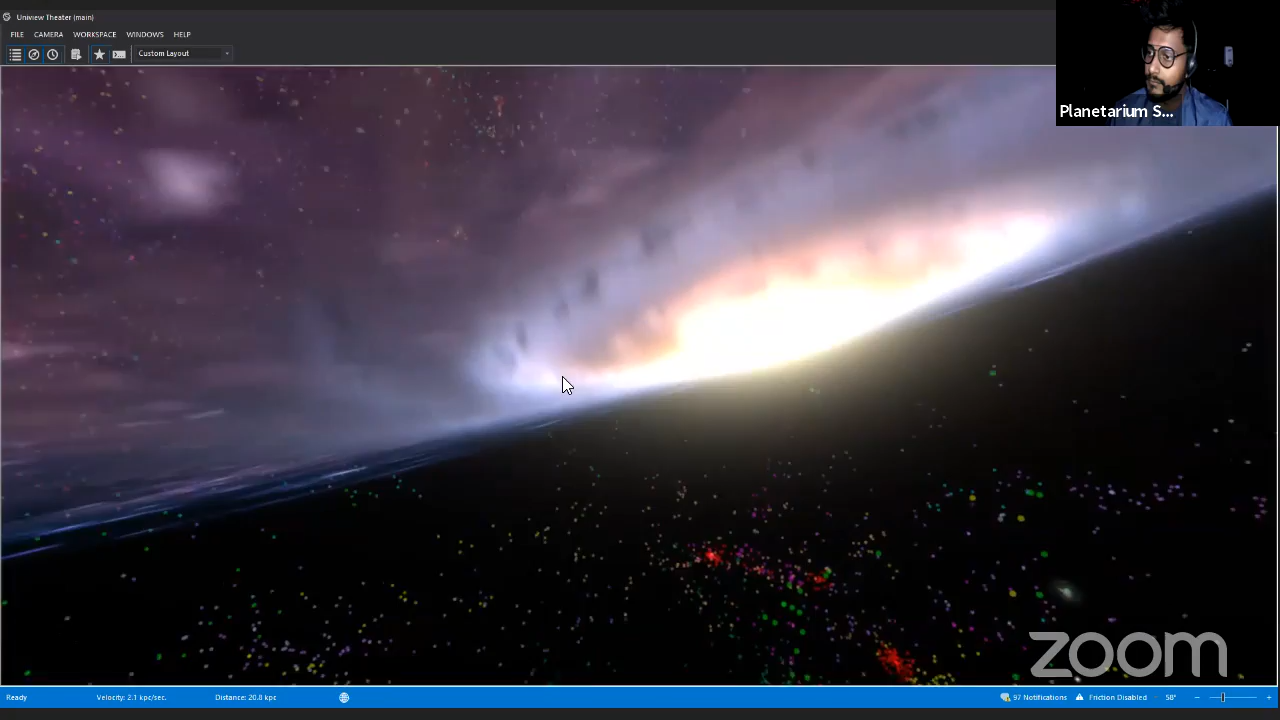 Uniview Theater (main)
FILE CAMERA WORKSPACE WINDOWS HELP
Custom Layout
Planetarium S...
zoom
Ready Velocity: 2.1 kpc/sec. Distance: 20.8 kpc 97 Notifications Friction Disabled 58°